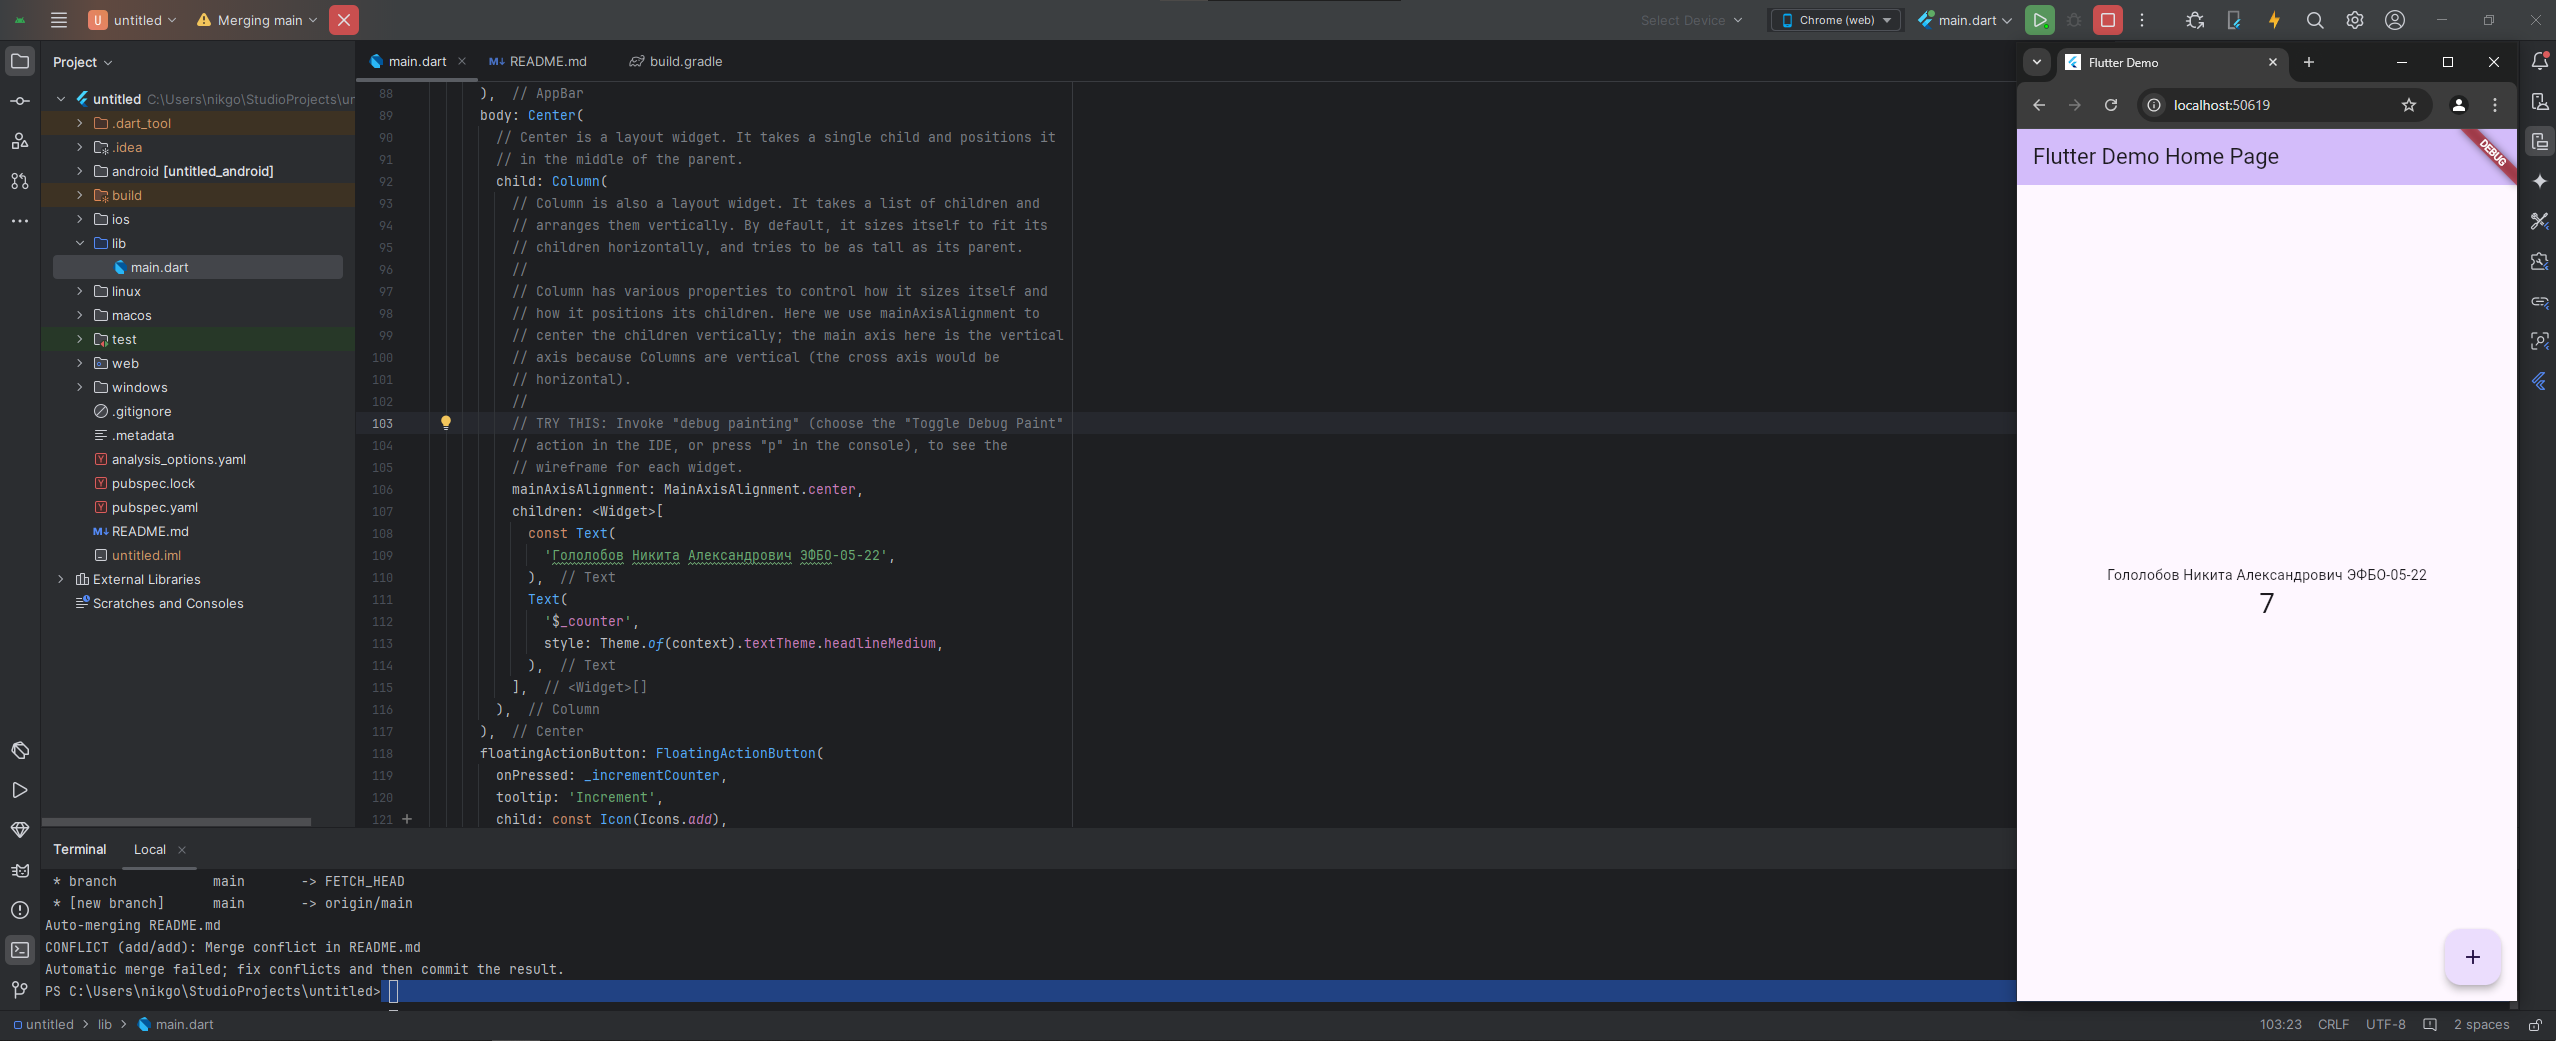 U untitled
Merging main
Select Device
Chrome (web)
main.dart
Project
untitled C:\Users\nikgo\StudioProjects\ur
.dart_tool
.idea
android [untitled_android]
build
ios
lib
main.dart
linux
macos
test
web
windows
.gitignore
.metadata
analysis_options.yaml
pubspec.lock
pubspec.yaml
M↓ README.md
untitled.iml
External Libraries
Scratches and Consoles
main.dart
M↓ README.md
build.gradle
88 ), // AppBar
89 body: Center(
90 // Center is a layout widget. It takes a single child and positions it
91 // in the middle of the parent.
92 child: Column(
93 // Column is also a layout widget. It takes a list of children and
94 // arranges them vertically. By default, it sizes itself to fit its
95 // children horizontally, and tries to be as tall as its parent.
96 //
97 // Column has various properties to control how it sizes itself and
98 // how it positions its children. Here we use mainAxisAlignment to
99 // center the children vertically; the main axis here is the vertical
100 // axis because Columns are vertical (the cross axis would be
101 // horizontal).
102 //
103 // TRY THIS: Invoke "debug painting" (choose the "Toggle Debug Paint"
104 // action in the IDE, or press "p" in the console), to see the
105 // wireframe for each widget.
106 mainAxisAlignment: MainAxisAlignment.center,
107 children: <Widget>[
108 const Text(
109 'Гололобов Никита Александрович ЭФБО-05-22',
110 ), // Text
111 Text(
112 '$_counter',
113 style: Theme.of(context).textTheme.headlineMedium,
114 ), // Text
115 ], // <Widget>[]
116 ), // Column
117 ), // Center
118 floatingActionButton: FloatingActionButton(
119 onPressed: _incrementCounter,
120 tooltip: 'Increment',
121 child: const Icon(Icons.add),
Flutter Demo
localhost:50619
Flutter Demo Home Page
DEBUG
Гололобов Никита Александрович ЭФБО-05-22
7
+
Terminal
Local
* branch main -> FETCH_HEAD
* [new branch] main -> origin/main
Auto-merging README.md
CONFLICT (add/add): Merge conflict in README.md
Automatic merge failed; fix conflicts and then commit the result.
PS C:\Users\nikgo\StudioProjects\untitled>
untitled > lib > main.dart
103:23 CRLF UTF-8 2 spaces